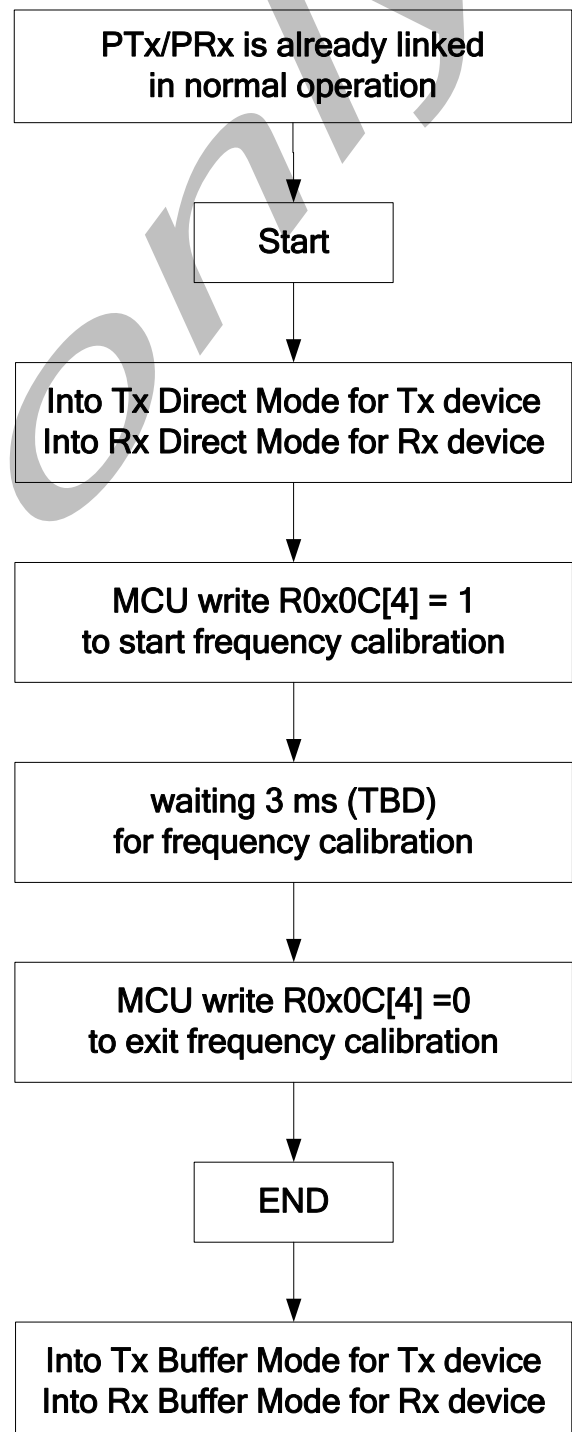 PTx/PRx is already linked
in normal operation
Start
Into Tx Direct Mode for Tx device
Into Rx Direct Mode for Rx device
MCU write R0x0C[4] = 1
to start frequency calibration
waiting 3 ms (TBD)
for frequency calibration
MCU write R0x0C[4] =0
to exit frequency calibration
END
Into Tx Buffer Mode for Tx device
Into Rx Buffer Mode for Rx device
only